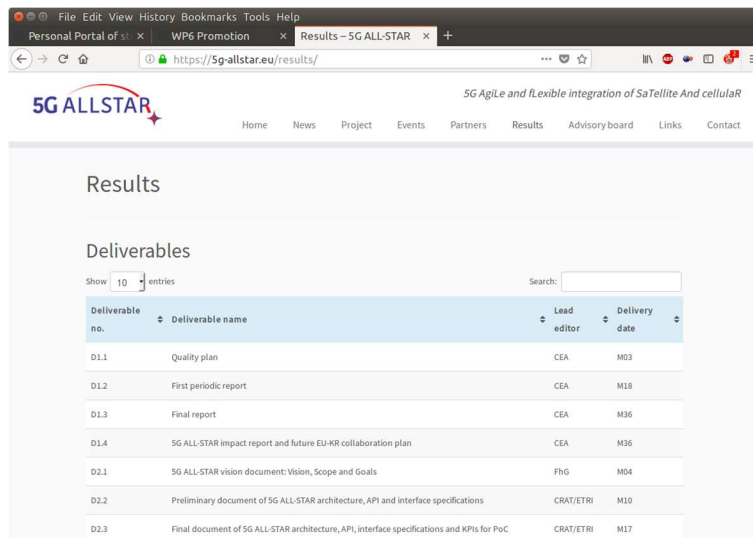 File Edit View History Bookmarks Tools Help
Personal Portal of st × WP6 Promotion × Results – 5G ALL-STAR × +
https://5g-allstar.eu/results/
ABP 2
5G ALLSTAR
5G AgiLe and fLexible integration of SaTellite And cellulaR
Home News Project Events Partners Results Advisory board Links Contact
Results
Deliverables
Show 10 entries Search:
Deliverable no. Deliverable name Lead editor Delivery date
D1.1 Quality plan CEA M03
D1.2 First periodic report CEA M18
D1.3 Final report CEA M36
D1.4 5G ALL-STAR impact report and future EU-KR collaboration plan CEA M36
D2.1 5G ALL-STAR vision document: Vision, Scope and Goals FhG M04
D2.2 Preliminary document of 5G ALL-STAR architecture, API and interface specifications CRAT/ETRI M10
D2.3 Final document of 5G ALL-STAR architecture, API, interface specifications and KPIs for PoC CRAT/ETRI M17